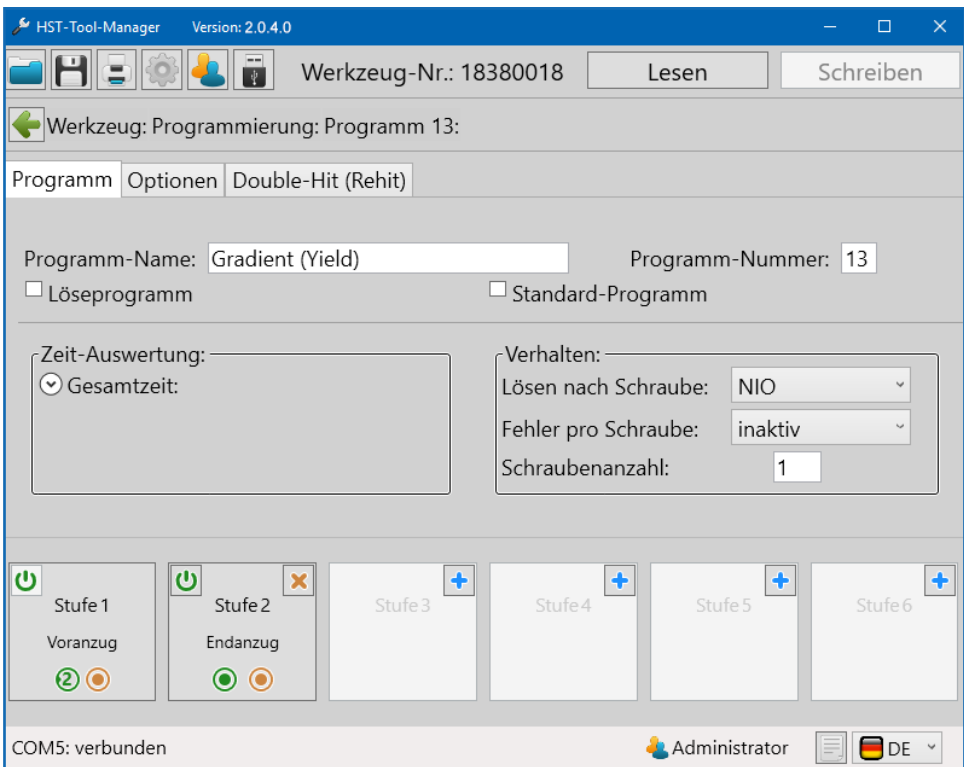 HST-Tool-Manager Version: 2.0.4.0
Werkzeug-Nr.: 18380018 Lesen Schreiben
Werkzeug: Programmierung: Programm 13:
Programm Optionen Double-Hit (Rehit)
Programm-Name: Gradient (Yield) Programm-Nummer: 13
Löseprogramm Standard-Programm
Zeit-Auswertung: Verhalten:
Gesamtzeit: Lösen nach Schraube: NIO
Fehler pro Schraube: inaktiv
Schraubenanzahl: 1
Stufe 1 Stufe 2 Stufe 3 Stufe 4 Stufe 5 Stufe 6
Voranzug Endanzug
2
COM5: verbunden Administrator DE